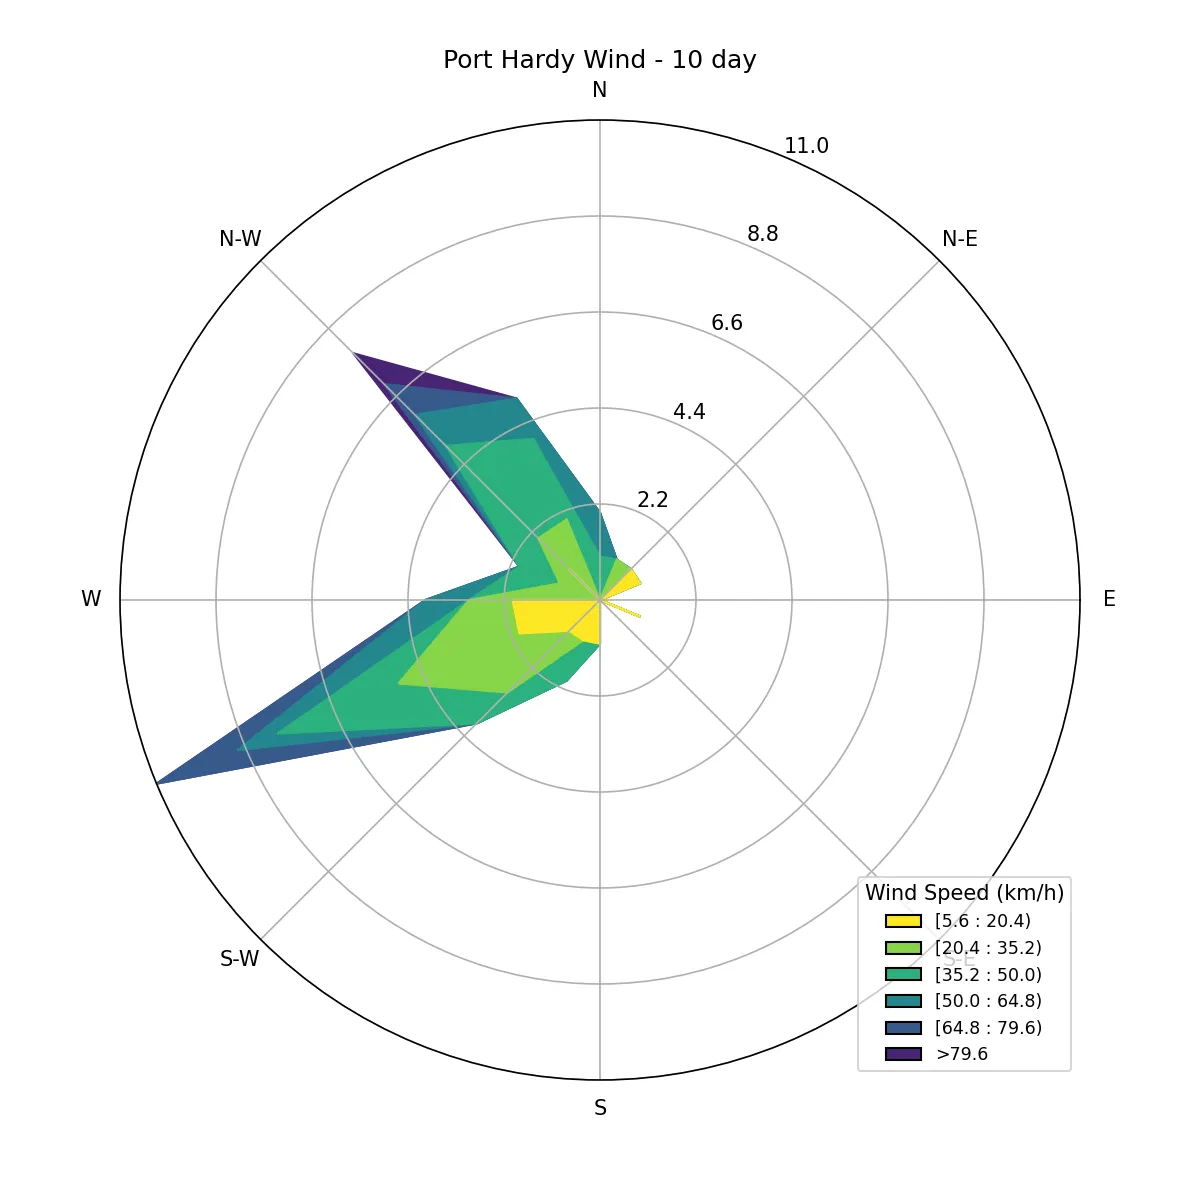 Port Hardy Wind - 10 day
N
11.0
N-W
8.8
N-E
6.6
4.4
2.2
W
E
S-W
S-E
S
Wind Speed (km/h)
[5.6 : 20.4)
[20.4 : 35.2)
[35.2 : 50.0)
[50.0 : 64.8)
[64.8 : 79.6)
>79.6